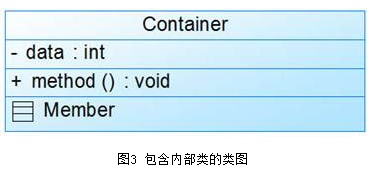 Container
- data : int
+ method () : void
Member
图3 包含内部类的类图